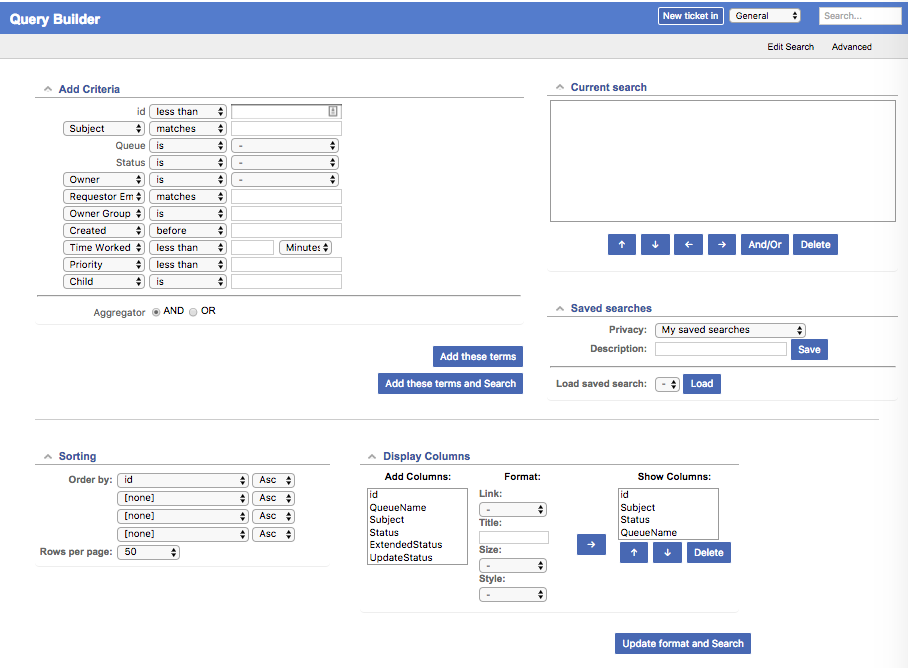 Query Builder
New ticket in General Search...
Edit Search Advanced
Add Criteria
id less than
Subject matches
Queue is -
Status is -
Owner is -
Requestor Em matches
Owner Group is
Created before
Time Worked less than Minutes
Priority less than
Child is
Aggregator AND OR
Add these terms
Add these terms and Search
Current search
↑ ↓ ← → And/Or Delete
Saved searches
Privacy: My saved searches
Description: Save
Load saved search: - Load
Sorting
Order by: id Asc
[none] Asc
[none] Asc
[none] Asc
Rows per page: 50
Display Columns
Add Columns:
id
QueueName
Subject
Status
ExtendedStatus
UpdateStatus
Format:
Link:
-
Title:
Size:
-
Style:
-
→
Show Columns:
id
Subject
Status
QueueName
↑ ↓ Delete
Update format and Search